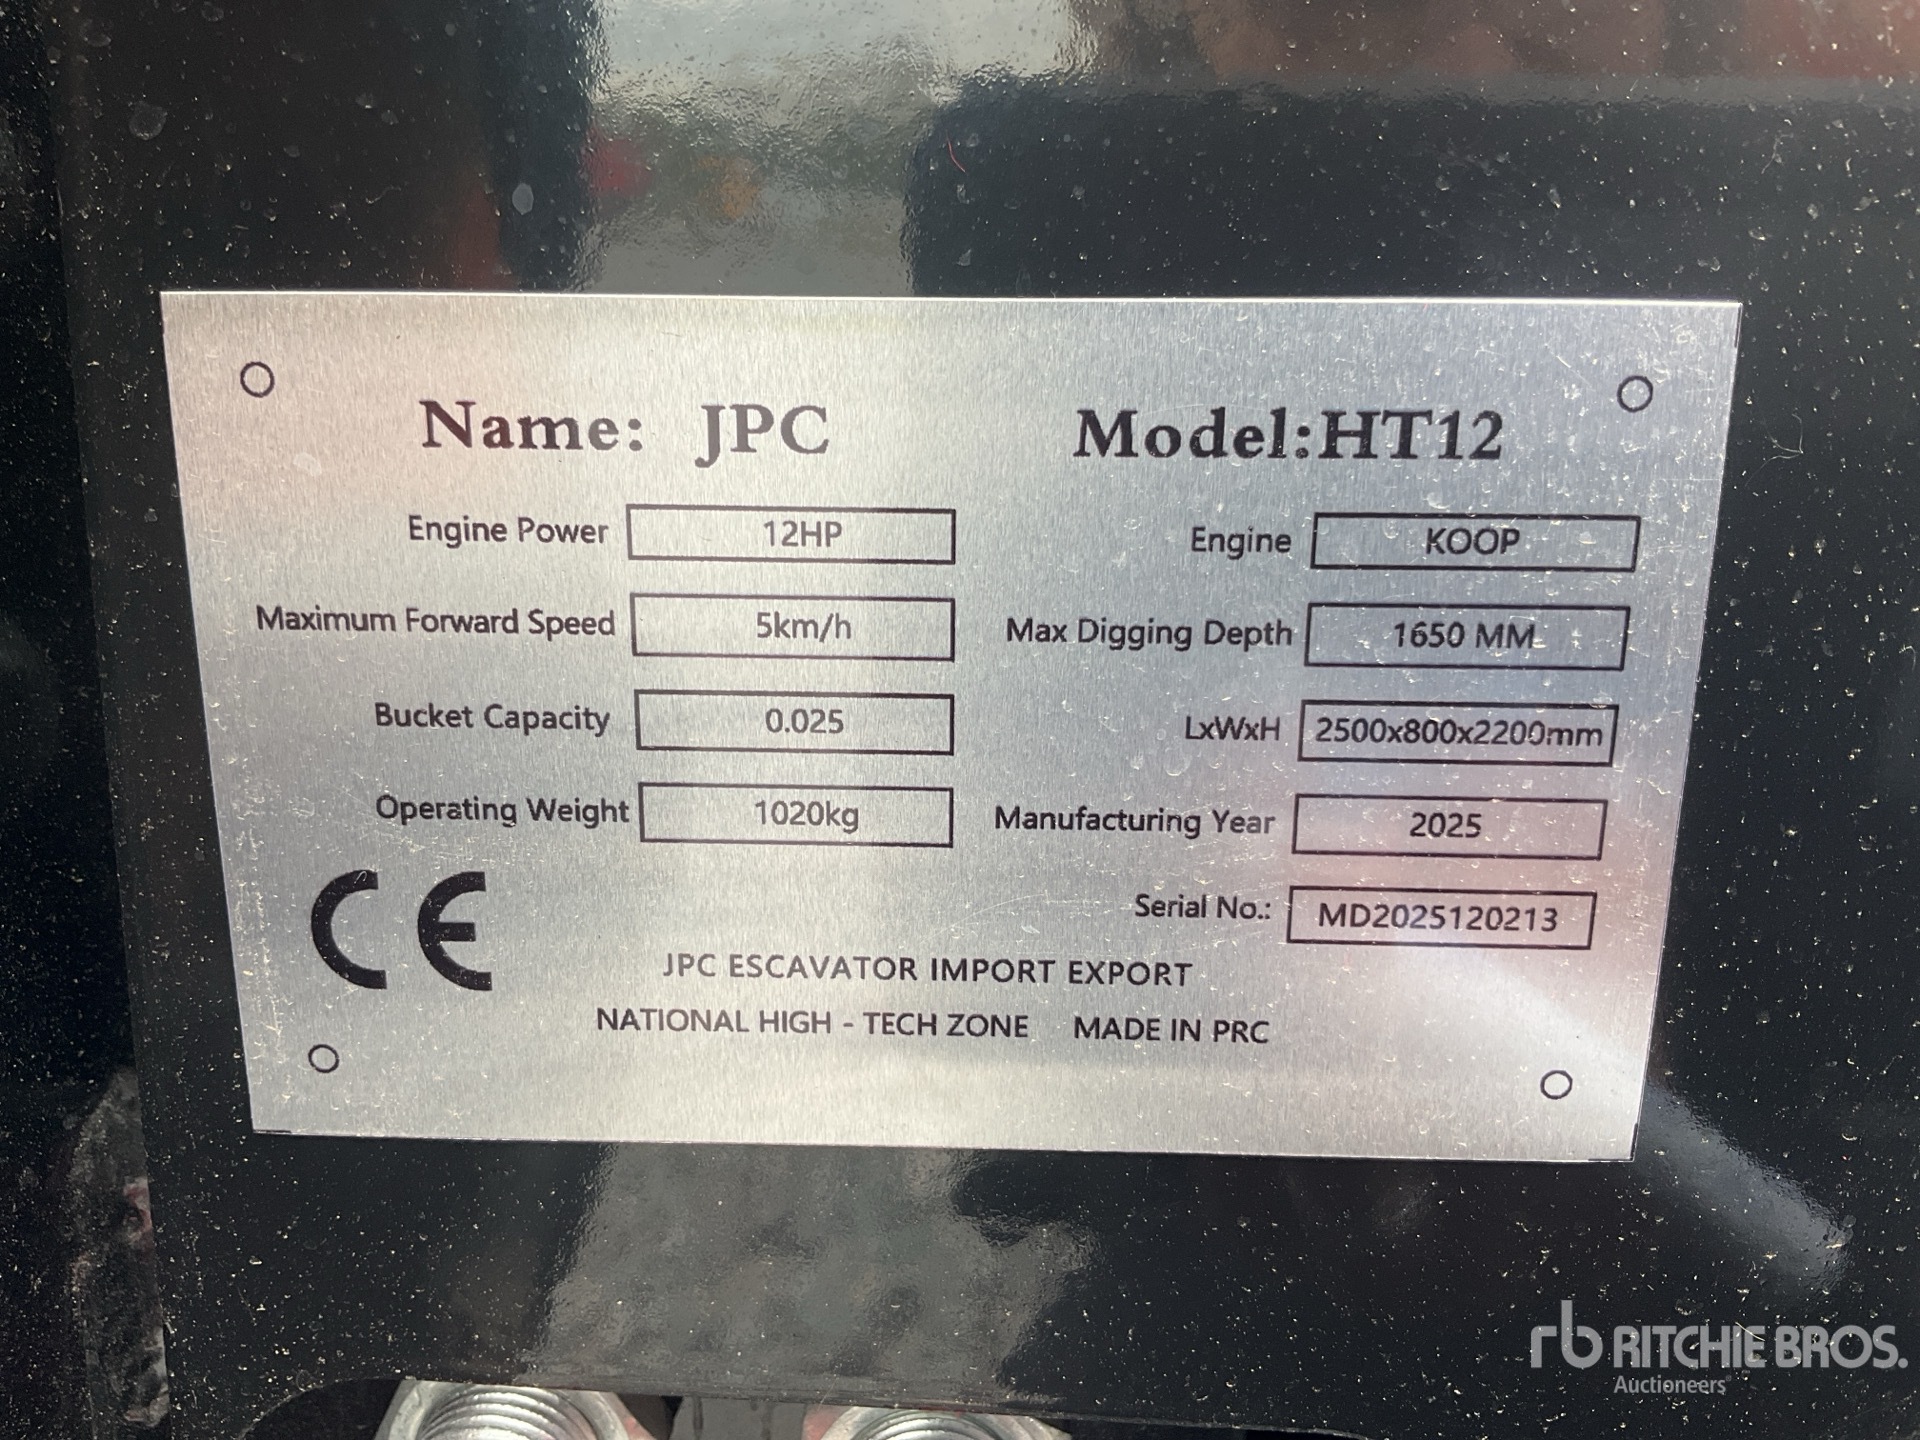 Name: JPC Model:HT12
Engine Power 12HP Engine KOOP
Maximum Forward Speed 5km/h Max Digging Depth 1650 MM
Bucket Capacity 0.025 LxWxH 2500x800x2200mm
Operating Weight 1020kg Manufacturing Year 2025
Serial No.: MD2025120213
CE
JPC ESCAVATOR IMPORT EXPORT
NATIONAL HIGH - TECH ZONE MADE IN PRC
rb RITCHIE BROS.
Auctioneers